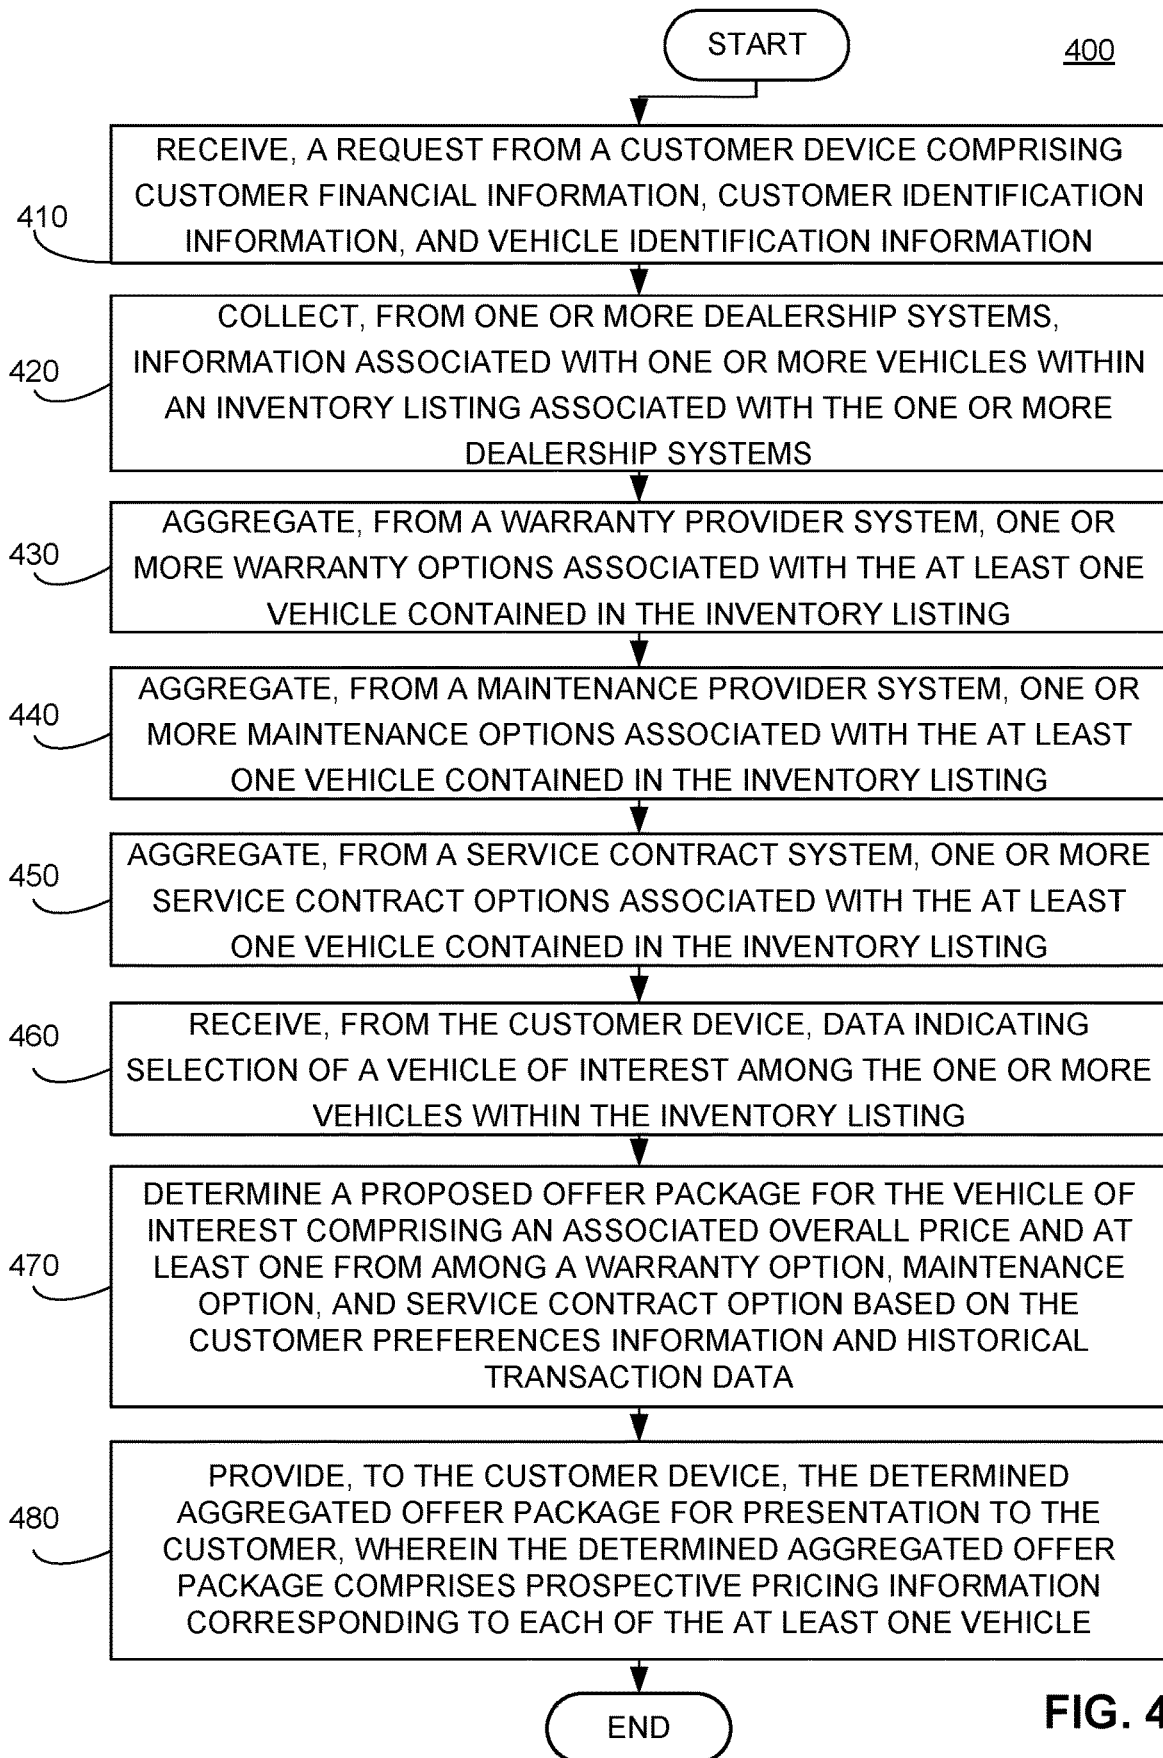 START
400
RECEIVE, A REQUEST FROM A CUSTOMER DEVICE COMPRISING
CUSTOMER FINANCIAL INFORMATION, CUSTOMER IDENTIFICATION
INFORMATION, AND VEHICLE IDENTIFICATION INFORMATION
410
COLLECT, FROM ONE OR MORE DEALERSHIP SYSTEMS,
INFORMATION ASSOCIATED WITH ONE OR MORE VEHICLES WITHIN
AN INVENTORY LISTING ASSOCIATED WITH THE ONE OR MORE
DEALERSHIP SYSTEMS
420
AGGREGATE, FROM A WARRANTY PROVIDER SYSTEM, ONE OR
MORE WARRANTY OPTIONS ASSOCIATED WITH THE AT LEAST ONE
VEHICLE CONTAINED IN THE INVENTORY LISTING
430
AGGREGATE, FROM A MAINTENANCE PROVIDER SYSTEM, ONE OR
MORE MAINTENANCE OPTIONS ASSOCIATED WITH THE AT LEAST
ONE VEHICLE CONTAINED IN THE INVENTORY LISTING
440
AGGREGATE, FROM A SERVICE CONTRACT SYSTEM, ONE OR MORE
SERVICE CONTRACT OPTIONS ASSOCIATED WITH THE AT LEAST
ONE VEHICLE CONTAINED IN THE INVENTORY LISTING
450
RECEIVE, FROM THE CUSTOMER DEVICE, DATA INDICATING
SELECTION OF A VEHICLE OF INTEREST AMONG THE ONE OR MORE
VEHICLES WITHIN THE INVENTORY LISTING
460
DETERMINE A PROPOSED OFFER PACKAGE FOR THE VEHICLE OF
INTEREST COMPRISING AN ASSOCIATED OVERALL PRICE AND AT
LEAST ONE FROM AMONG A WARRANTY OPTION, MAINTENANCE
OPTION, AND SERVICE CONTRACT OPTION BASED ON THE
CUSTOMER PREFERENCES INFORMATION AND HISTORICAL
TRANSACTION DATA
470
PROVIDE, TO THE CUSTOMER DEVICE, THE DETERMINED
AGGREGATED OFFER PACKAGE FOR PRESENTATION TO THE
CUSTOMER, WHEREIN THE DETERMINED AGGREGATED OFFER
PACKAGE COMPRISES PROSPECTIVE PRICING INFORMATION
CORRESPONDING TO EACH OF THE AT LEAST ONE VEHICLE
480
END
FIG. 4